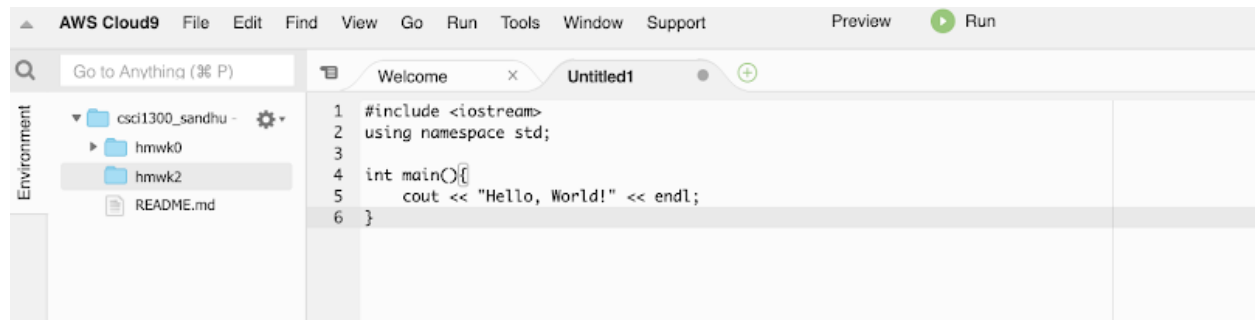 AWS Cloud9 File Edit Find View Go Run Tools Window Support Preview Run
Go to Anything (⌘ P)
Welcome × Untitled1
Environment
csci1300_sandhu -
hmwk0
hmwk2
README.md
1 #include <iostream>
2 using namespace std;
3
4 int main(){
5     cout << "Hello, World!" << endl;
6 }